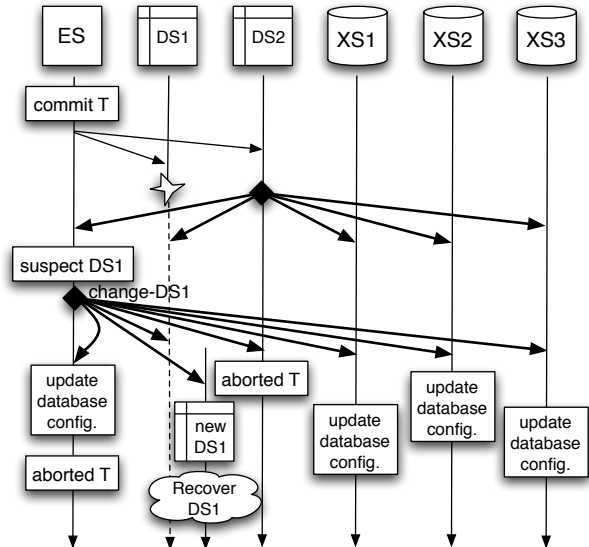 ES
DS1
DS2
XS1
XS2
XS3
commit T
suspect DS1
change-DS1
update
database
config.
aborted T
new
DS1
Recover
DS1
aborted T
update
database
config.
update
database
config.
update
database
config.